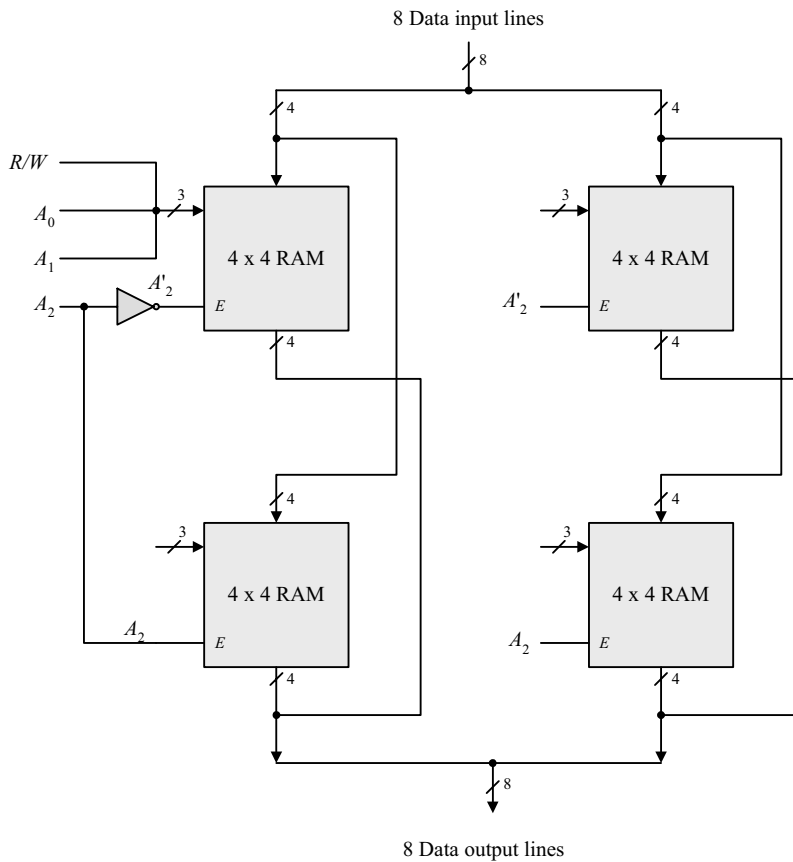 8 Data input lines
8
4 4
R/W
3 3
A0
4 x 4 RAM 4 x 4 RAM
A1
A'2
A2 E A'2 E
4 4
4 4
3 3
4 x 4 RAM 4 x 4 RAM
A2 E A2 E
4 4
8
8 Data output lines